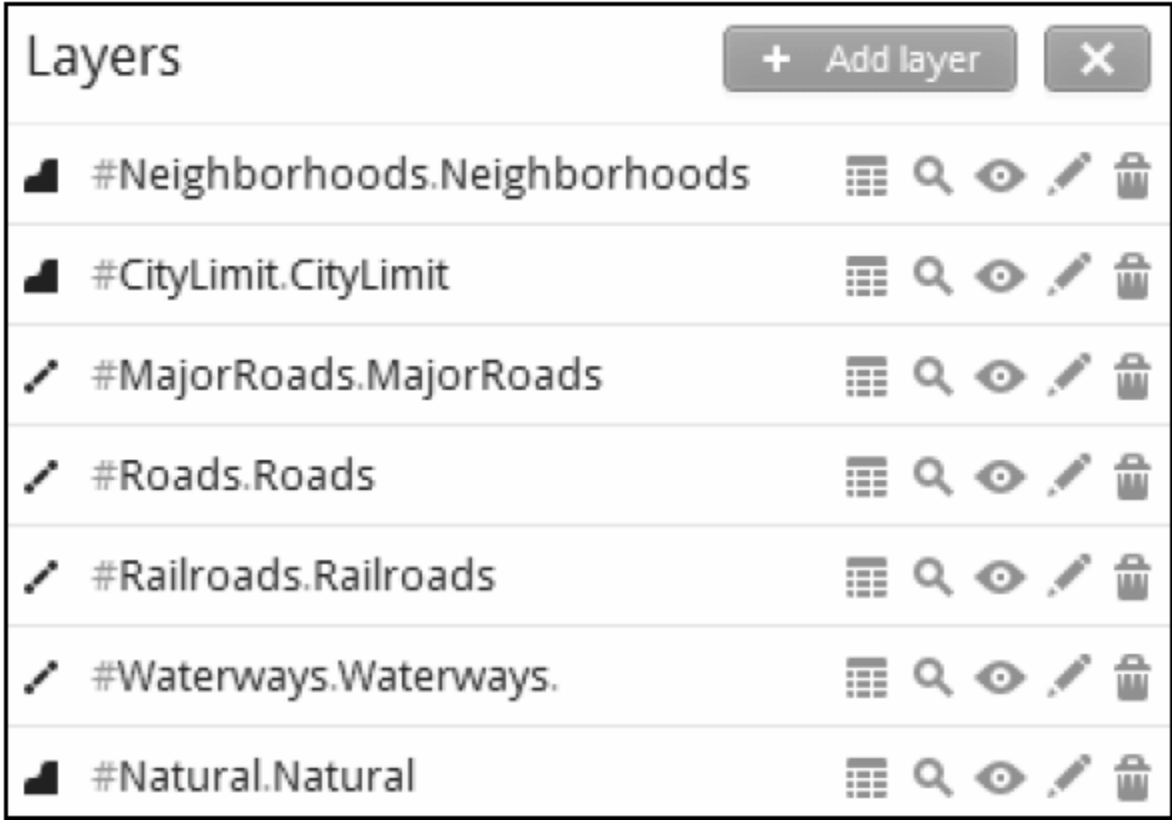 Layers
+ Add layer
×
#Neighborhoods.Neighborhoods
#CityLimit.CityLimit
#MajorRoads.MajorRoads
#Roads.Roads
#Railroads.Railroads
#Waterways.Waterways.
#Natural.Natural